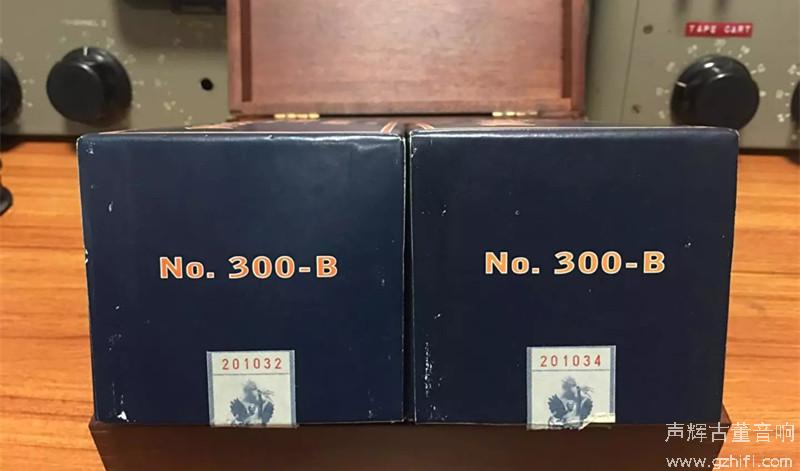 TAPE CART
No. 300-B
No. 300-B
201032
201034
声辉古董音响
www.gzhifi.com